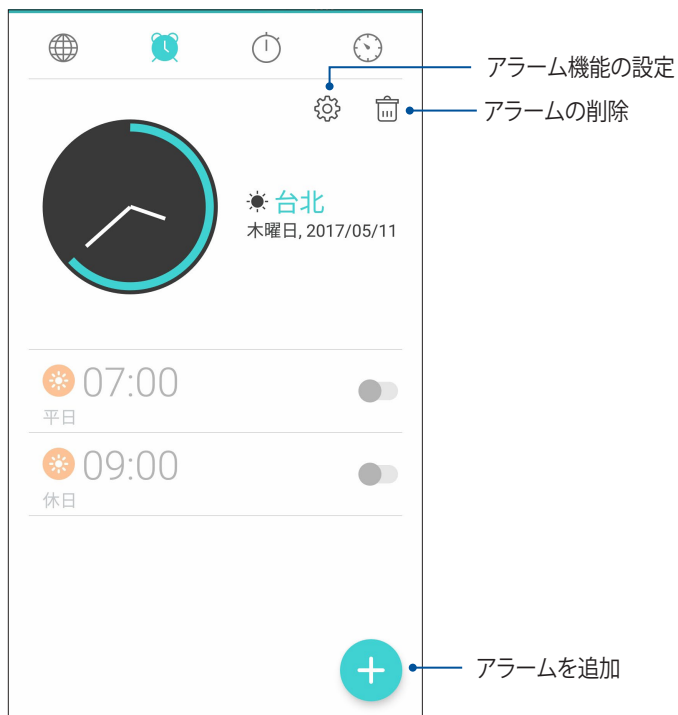 アラーム機能の設定
アラームの削除
台北
木曜日, 2017/05/11
07:00
平日
09:00
休日
アラームを追加